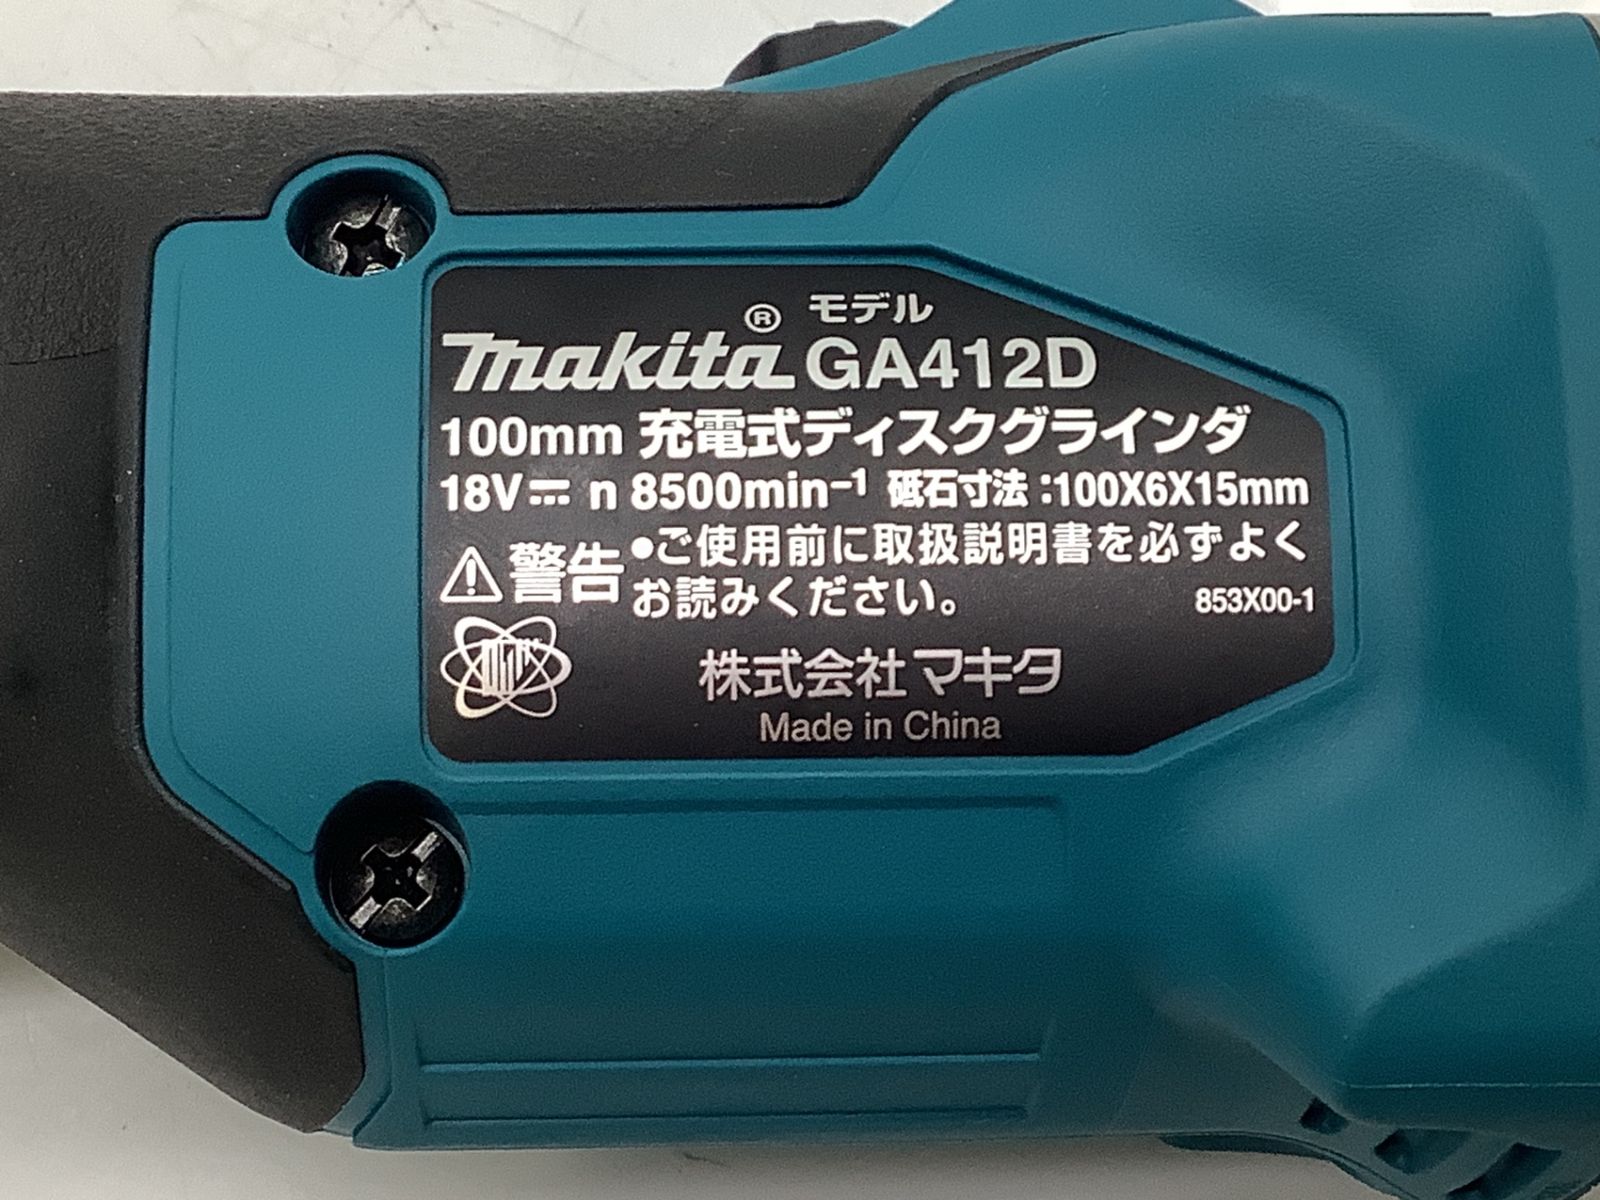 モデル
makita® GA412D
100mm 充電式ディスクグラインダ
18V⎓ n 8500min⁻¹ 砥石寸法:100X6X15mm
⚠警告 ●ご使用前に取扱説明書を必ずよく
お読みください。
853X00-1
株式会社マキタ
Made in China